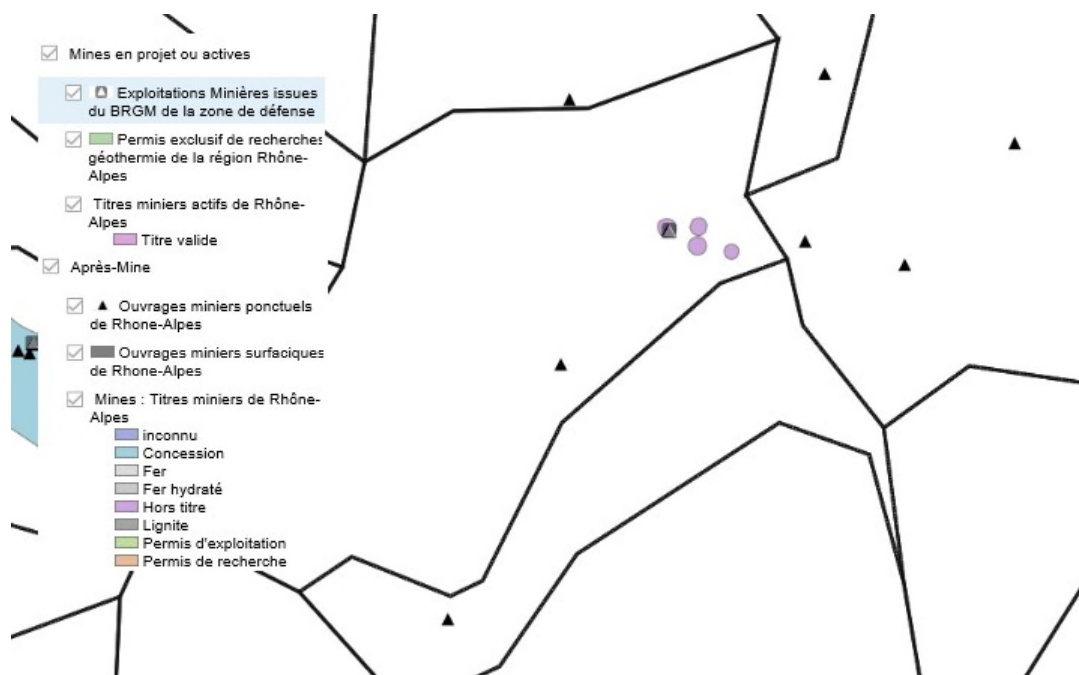 Mines en projet ou actives
Exploitations Minières issues
du BRGM de la zone de défense
Permis exclusif de recherches
géothermie de la région Rhône-
Alpes
Titres miniers actifs de Rhône-
Alpes
Titre valide
Après-Mine
Ouvrages miniers ponctuels
de Rhone-Alpes
Ouvrages miniers surfaciques
de Rhone-Alpes
Mines : Titres miniers de Rhône-
Alpes
inconnu
Concession
Fer
Fer hydraté
Hors titre
Lignite
Permis d'exploitation
Permis de recherche